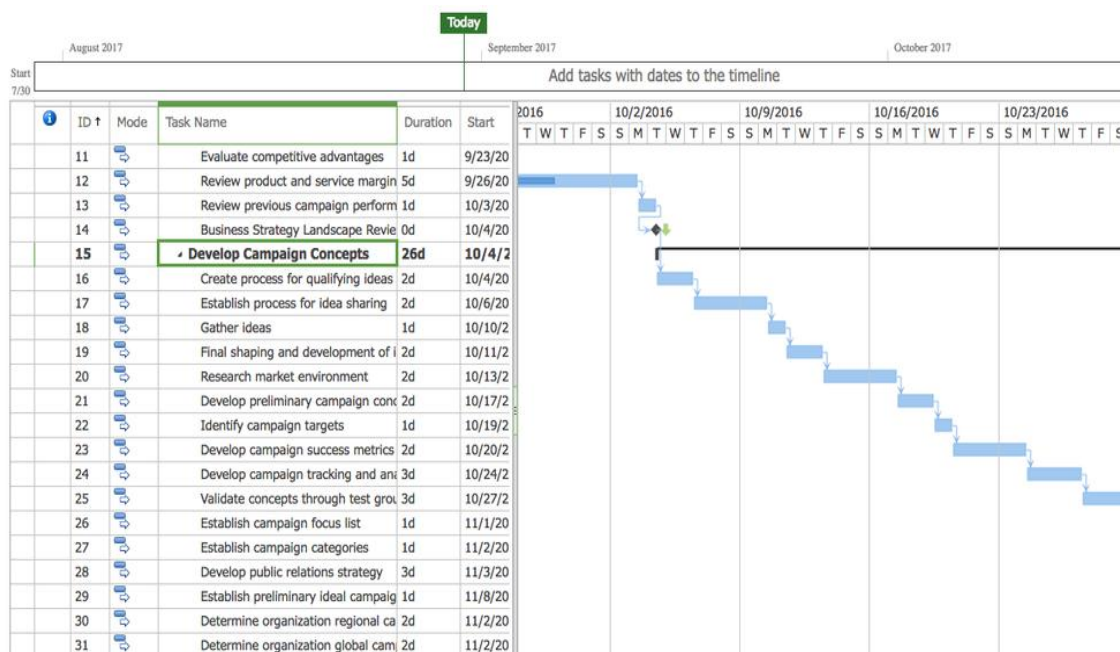 Today
August 2017 September 2017 October 2017
Start
7/30
Add tasks with dates to the timeline
ID ↑ Mode Task Name Duration Start
2016 10/2/2016 10/9/2016 10/16/2016 10/23/2016
T W T F S S M T W T F S S M T W T F S S M T W T F S S M T W T F S
11 Evaluate competitive advantages 1d 9/23/20
12 Review product and service margin 5d 9/26/20
13 Review previous campaign perform 1d 10/3/20
14 Business Strategy Landscape Revie 0d 10/4/20
15 Develop Campaign Concepts 26d 10/4/2
16 Create process for qualifying ideas 2d 10/4/20
17 Establish process for idea sharing 2d 10/6/20
18 Gather ideas 1d 10/10/2
19 Final shaping and development of i 2d 10/11/2
20 Research market environment 2d 10/13/2
21 Develop preliminary campaign conc 2d 10/17/2
22 Identify campaign targets 1d 10/19/2
23 Develop campaign success metrics 2d 10/20/2
24 Develop campaign tracking and ana 3d 10/24/2
25 Validate concepts through test grou 3d 10/27/2
26 Establish campaign focus list 1d 11/1/20
27 Establish campaign categories 1d 11/2/20
28 Develop public relations strategy 3d 11/3/20
29 Establish preliminary ideal campaig 1d 11/8/20
30 Determine organization regional ca 2d 11/2/20
31 Determine organization global cam 2d 11/2/20